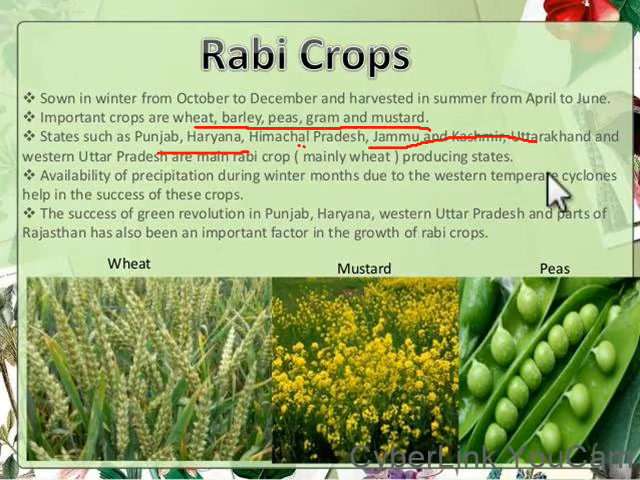 Rabi Crops
❖ Sown in winter from October to December and harvested in summer from April to June.
❖ Important crops are wheat, barley, peas, gram and mustard.
❖ States such as Punjab, Haryana, Himachal Pradesh, Jammu and Kashmir, Uttarakhand and
western Uttar Pradesh are main rabi crop ( mainly wheat ) producing states.
❖ Availability of precipitation during winter months due to the western temperate cyclones
help in the success of these crops.
❖ The success of green revolution in Punjab, Haryana, western Uttar Pradesh and parts of
Rajasthan has also been an important factor in the growth of rabi crops.
Wheat
Mustard
Peas
CyberLink YouCam